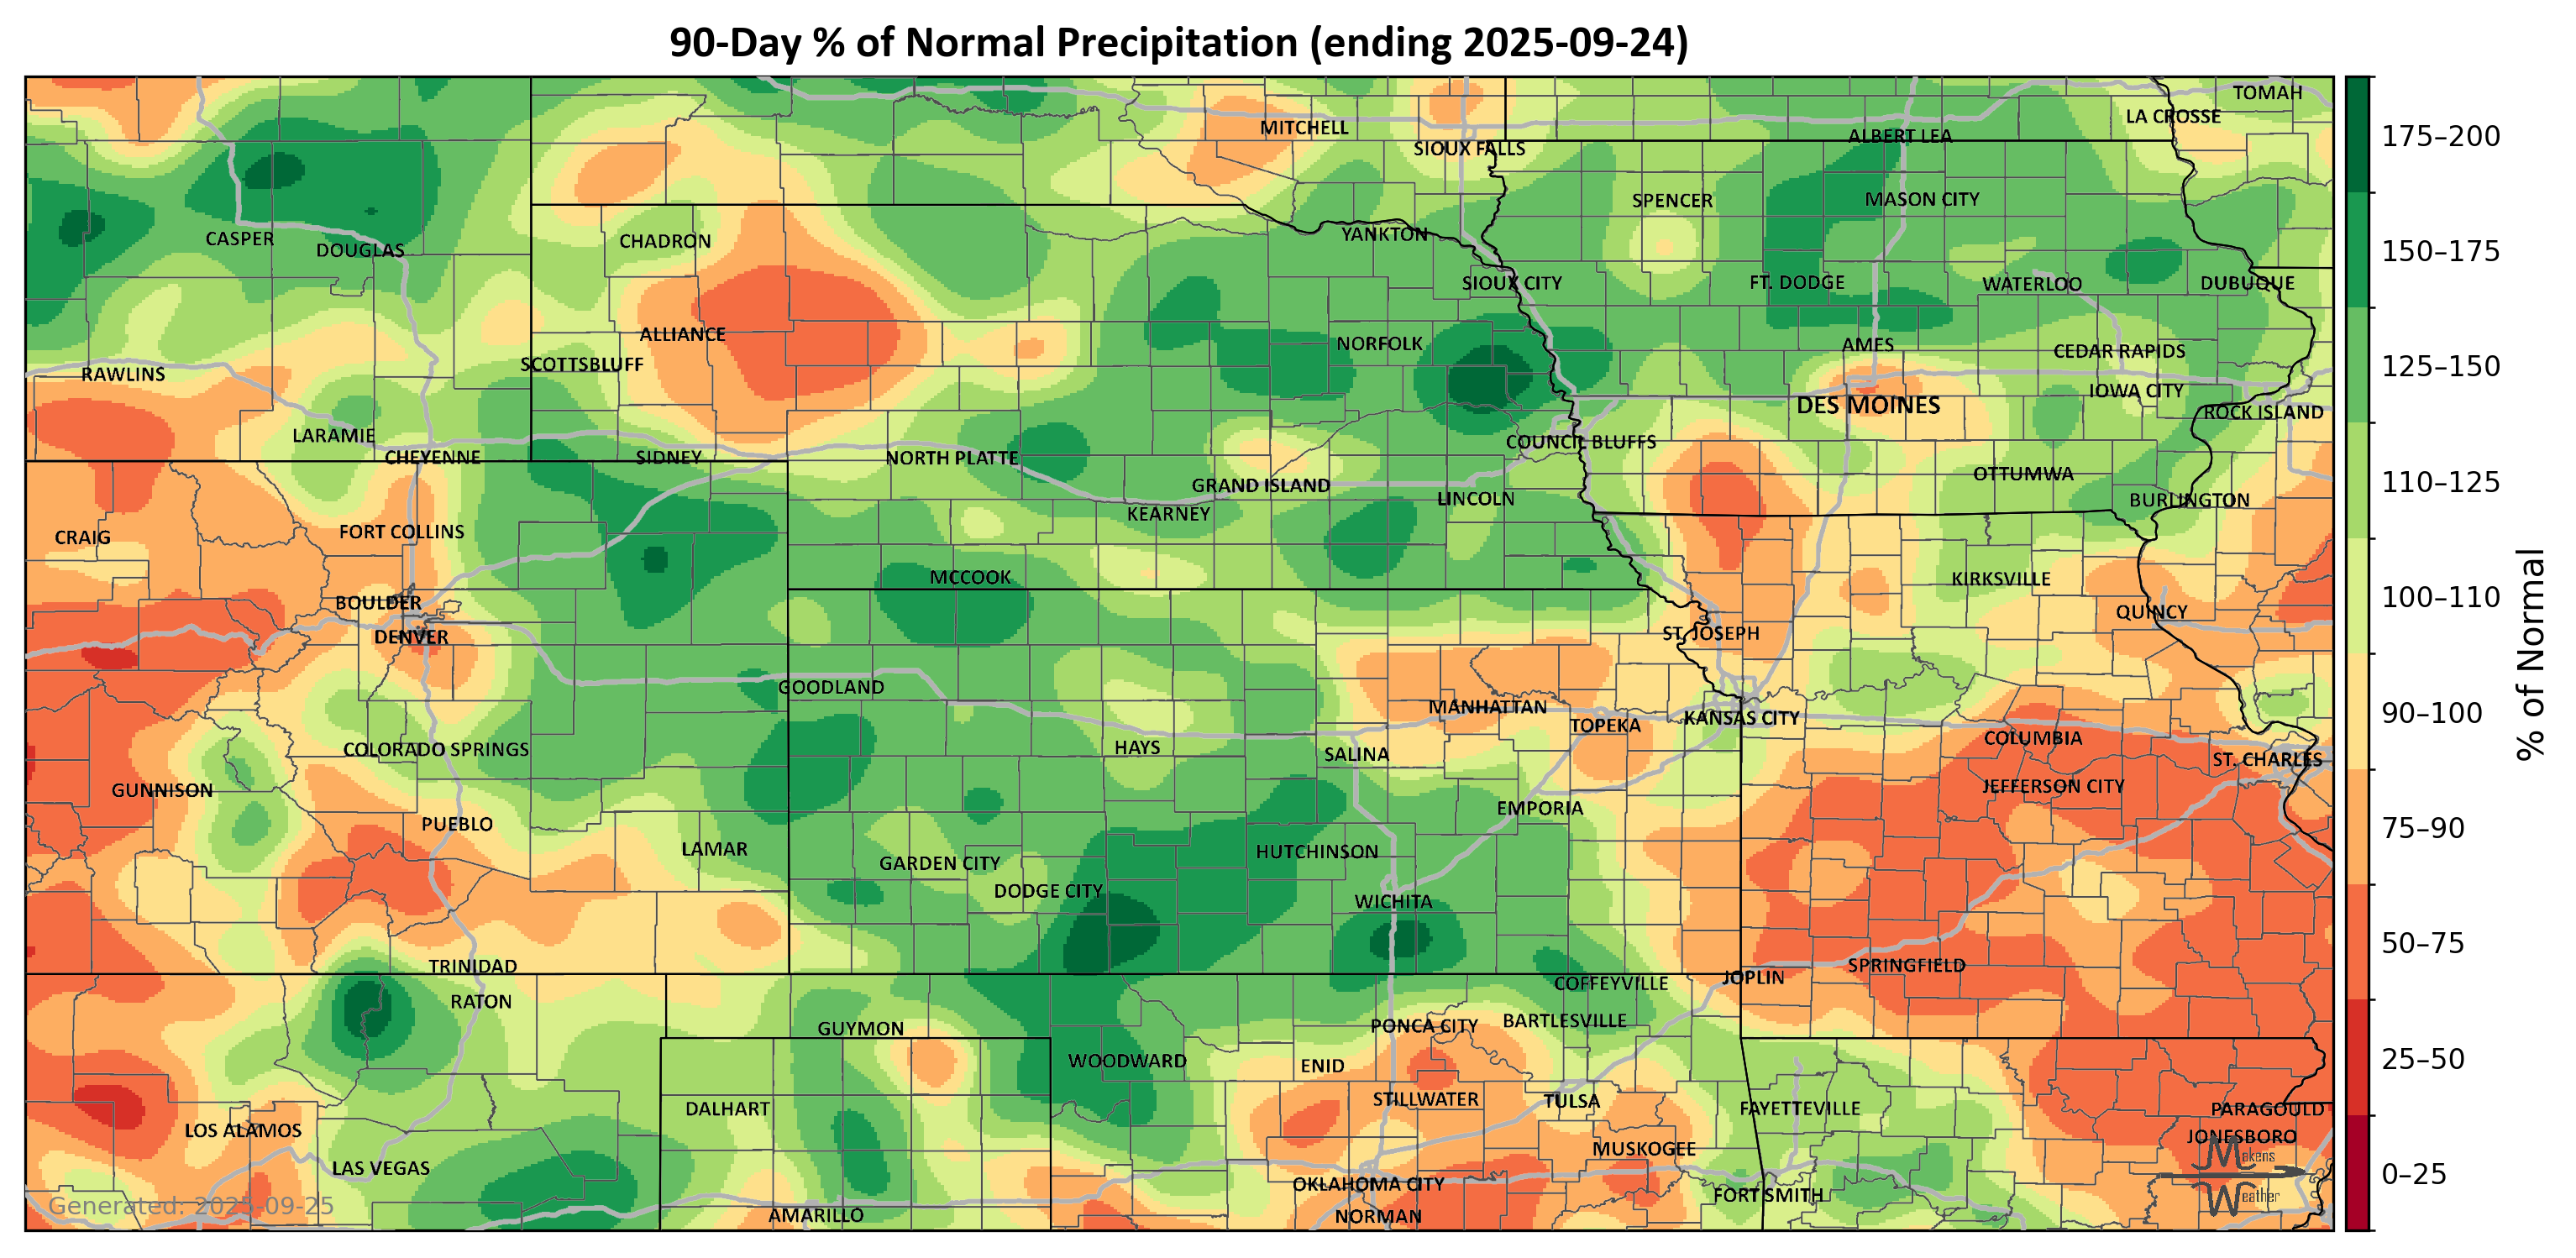 90-Day % of Normal Precipitation (ending 2025-09-24)
TOMAH
LA CROSSE
MITCHELL
ALBERT LEA
SIOUX FALLS
SPENCER
MASON CITY
CASPER
CHADRON
YANKTON
DOUGLAS
SIOUX CITY
FT. DODGE
WATERLOO
DUBUQUE
ALLIANCE
NORFOLK
AMES
CEDAR RAPIDS
SCOTTSBLUFF
RAWLINS
IOWA CITY
DES MOINES
ROCK ISLAND
LARAMIE
COUNCIL BLUFFS
CHEYENNE
SIDNEY
NORTH PLATTE
OTTUMWA
GRAND ISLAND
LINCOLN
BURLINGTON
KEARNEY
FORT COLLINS
CRAIG
MCCOOK
KIRKSVILLE
BOULDER
QUINCY
DENVER
ST. JOSEPH
GOODLAND
MANHATTAN
KANSAS CITY
TOPEKA
COLUMBIA
COLORADO SPRINGS
HAYS
SALINA
ST. CHARLES
GUNNISON
JEFFERSON CITY
EMPORIA
PUEBLO
LAMAR
HUTCHINSON
GARDEN CITY
DODGE CITY
WICHITA
TRINIDAD
SPRINGFIELD
JOPLIN
COFFEYVILLE
RATON
GUYMON
PONCA CITY
BARTLESVILLE
WOODWARD
ENID
STILLWATER
TULSA
DALHART
FAYETTEVILLE
PARAGOULD
LOS ALAMOS
JONESBORO
MUSKOGEE
LAS VEGAS
OKLAHOMA CITY
FORT SMITH
AMARILLO
NORMAN
Makens
Weather
Generated: 2025-09-25
175–200
150–175
125–150
110–125
100–110
90–100
75–90
50–75
25–50
0–25
% of Normal